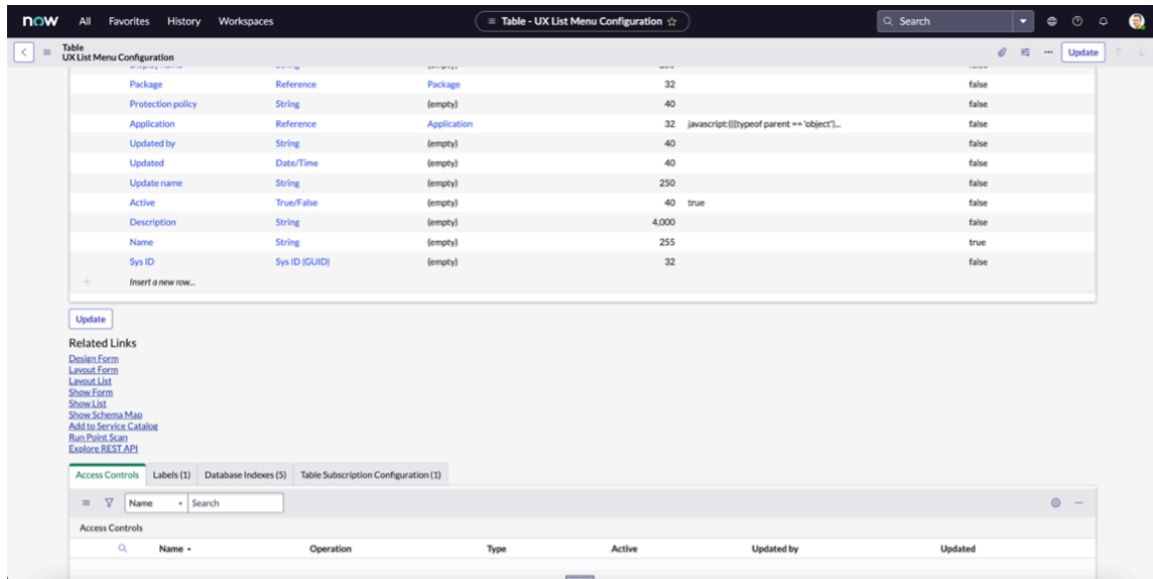 now All Favorites History Workspaces Table - UX List Menu Configuration Search
Table
UX List Menu Configuration Update
Package Reference Package 32 false
Protection policy String (empty) 40 false
Application Reference Application 32 javascript:(((typeof parent == 'object')... false
Updated by String (empty) 40 false
Updated Date/Time (empty) 40 false
Update name String (empty) 250 false
Active True/False (empty) 40 true false
Description String (empty) 4,000 false
Name String (empty) 255 true
Sys ID Sys ID (GUID) (empty) 32 false
Insert a new row...
Update
Related Links
Design Form
Layout Form
Layout List
Show Form
Show List
Show Schema Map
Add to Service Catalog
Run Point Scan
Explore REST API
Access Controls Labels (1) Database Indexes (5) Table Subscription Configuration (1)
Name Search
Access Controls
Name Operation Type Active Updated by Updated